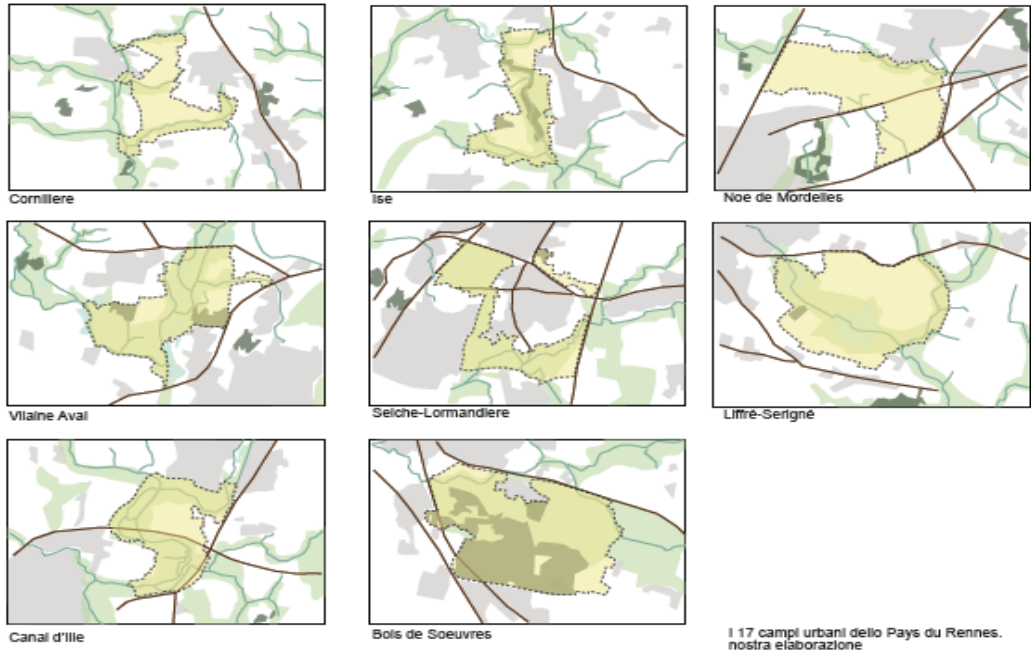 Cornillere
Ise
Noe de Mordelles
Vilaine Aval
Seiche-Lormandiere
Liffré-Serigné
Canal d'Ille
Bois de Soeuvres
I 17 campi urbani dello Pays du Rennes.
nostra elaborazione